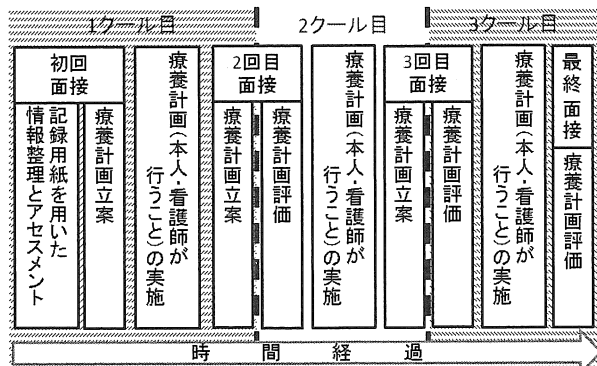 1クール目
2クール目
3クール目
初回
面接
記録用紙を用いた
情報整理とアセスメント
療養計画立案
療養計画(本人・看護師が
行うこと)の実施
2回目
面接
療養計画立案
療養計画評価
療養計画(本人・看護師が
行うこと)の実施
3回目
面接
療養計画立案
療養計画評価
療養計画(本人・看護師が
行うこと)の実施
最終面接
療養計画評価
時間経過